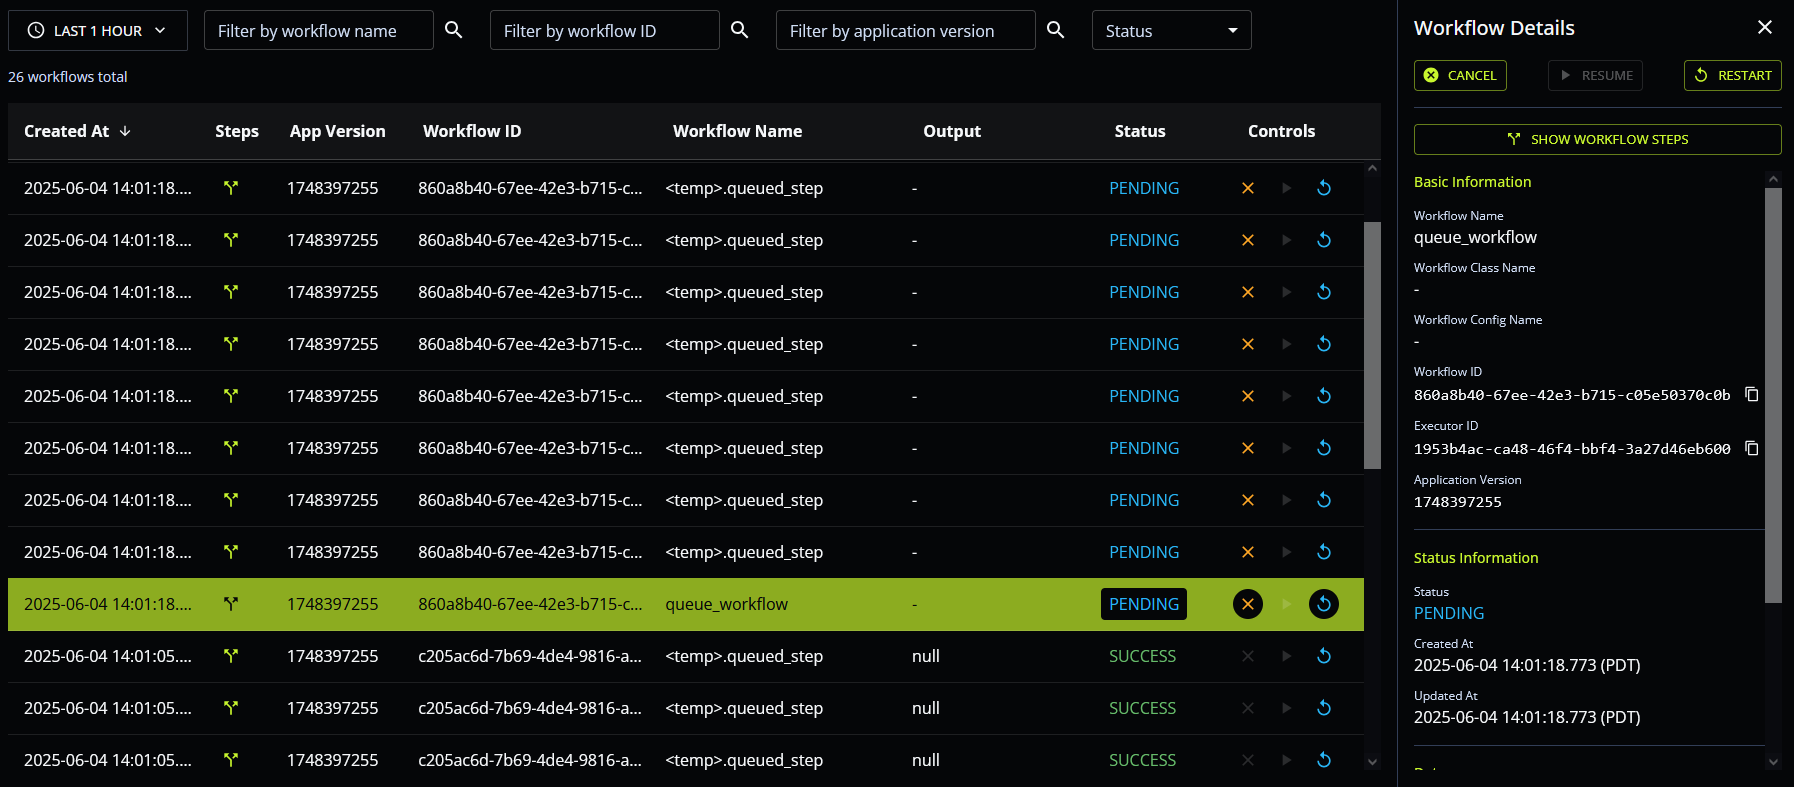 LAST 1 HOUR
Filter by workflow name
Filter by workflow ID
Filter by application version
Status
26 workflows total
Created At Steps App Version Workflow ID Workflow Name Output Status Controls
2025-06-04 14:01:18.... 1748397255 860a8b40-67ee-42e3-b715-c... <temp>.queued_step - PENDING
2025-06-04 14:01:18.... 1748397255 860a8b40-67ee-42e3-b715-c... <temp>.queued_step - PENDING
2025-06-04 14:01:18.... 1748397255 860a8b40-67ee-42e3-b715-c... <temp>.queued_step - PENDING
2025-06-04 14:01:18.... 1748397255 860a8b40-67ee-42e3-b715-c... <temp>.queued_step - PENDING
2025-06-04 14:01:18.... 1748397255 860a8b40-67ee-42e3-b715-c... <temp>.queued_step - PENDING
2025-06-04 14:01:18.... 1748397255 860a8b40-67ee-42e3-b715-c... <temp>.queued_step - PENDING
2025-06-04 14:01:18.... 1748397255 860a8b40-67ee-42e3-b715-c... <temp>.queued_step - PENDING
2025-06-04 14:01:18.... 1748397255 860a8b40-67ee-42e3-b715-c... <temp>.queued_step - PENDING
2025-06-04 14:01:18.... 1748397255 860a8b40-67ee-42e3-b715-c... queue_workflow - PENDING
2025-06-04 14:01:05.... 1748397255 c205ac6d-7b69-4de4-9816-a... <temp>.queued_step null SUCCESS
2025-06-04 14:01:05.... 1748397255 c205ac6d-7b69-4de4-9816-a... <temp>.queued_step null SUCCESS
2025-06-04 14:01:05.... 1748397255 c205ac6d-7b69-4de4-9816-a... <temp>.queued_step null SUCCESS
Workflow Details
CANCEL
RESUME
RESTART
SHOW WORKFLOW STEPS
Basic Information
Workflow Name
queue_workflow
Workflow Class Name
-
Workflow Config Name
-
Workflow ID
860a8b40-67ee-42e3-b715-c05e50370c0b
Executor ID
1953b4ac-ca48-46f4-bbf4-3a27d46eb600
Application Version
1748397255
Status Information
Status
PENDING
Created At
2025-06-04 14:01:18.773 (PDT)
Updated At
2025-06-04 14:01:18.773 (PDT)